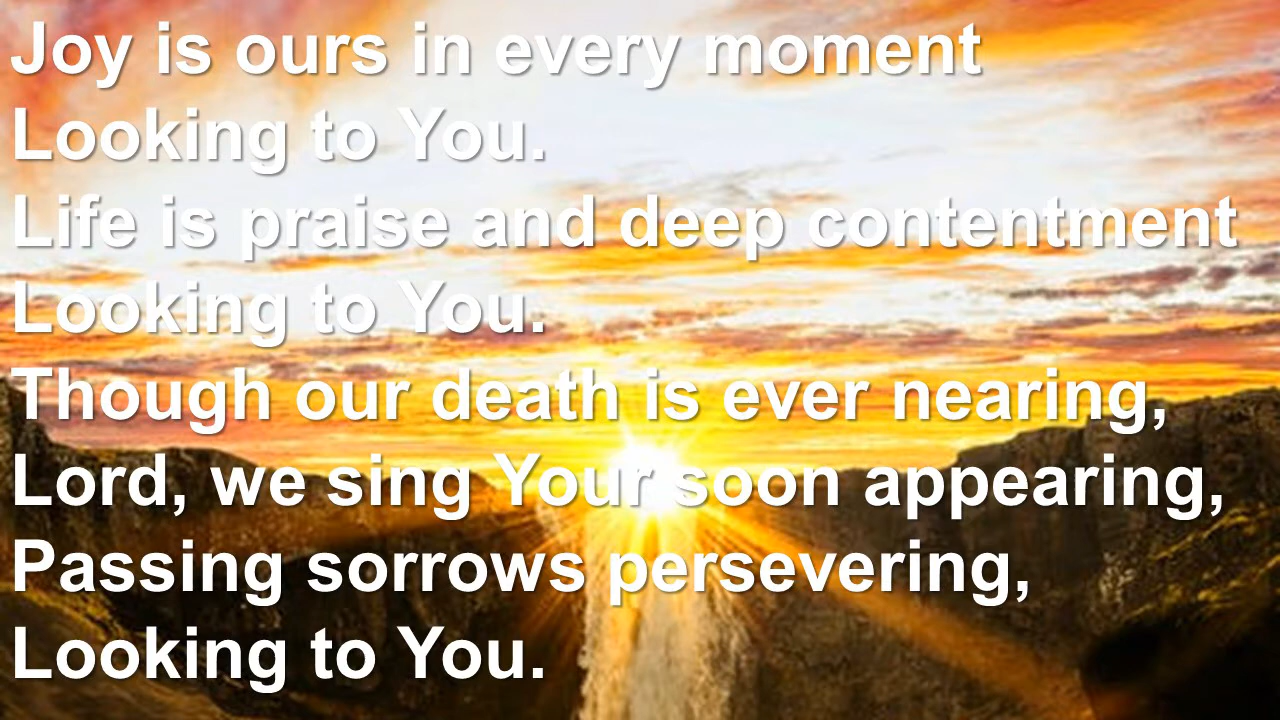 Joy is ours in every moment
Looking to You.
Life is praise and deep contentment
Looking to You.
Though our death is ever nearing,
Lord, we sing Your soon appearing,
Passing sorrows persevering,
Looking to You.